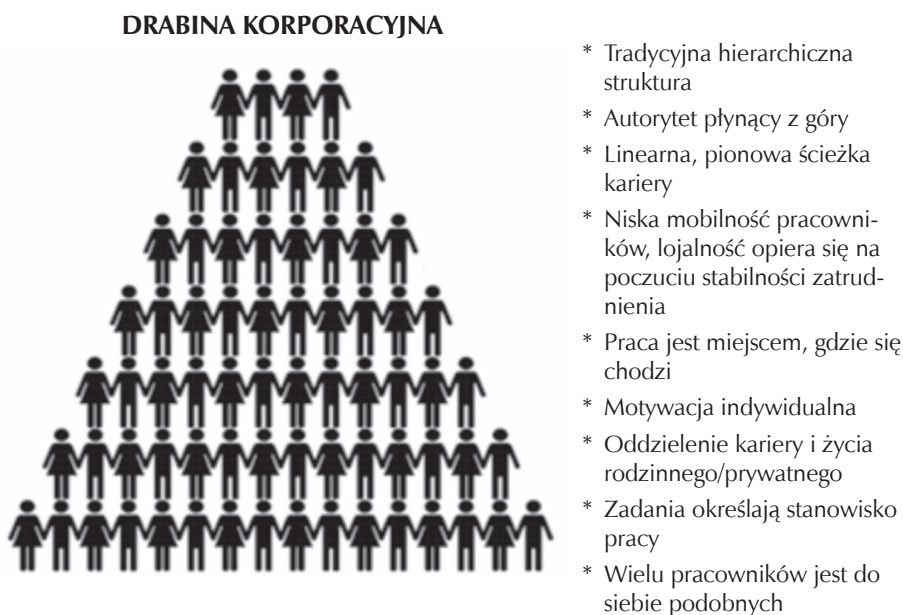 DRABINA KORPORACYJNA
* Tradycyjna hierarchiczna
struktura
* Autorytet płynący z góry
* Linearna, pionowa ścieżka
kariery
* Niska mobilność pracowni-
ków, lojalność opiera się na
poczuciu stabilności zatrud-
nienia
* Praca jest miejscem, gdzie się
chodzi
* Motywacja indywidualna
* Oddzielenie kariery i życia
rodzinnego/prywatnego
* Zadania określają stanowisko
pracy
* Wielu pracowników jest do
siebie podobnych